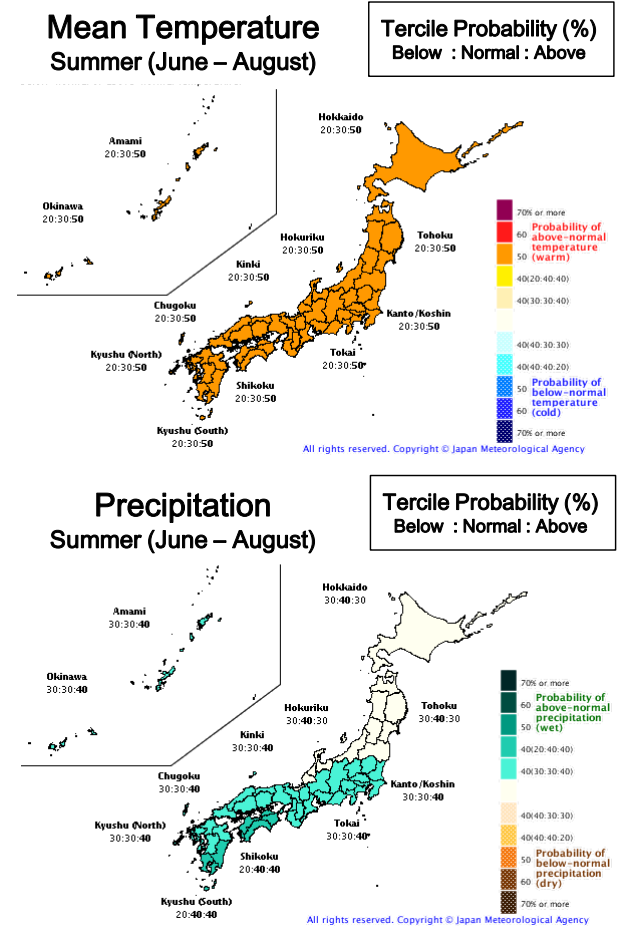 Mean Temperature
Summer (June – August)
Tercile Probability (%)
Below : Normal : Above
Hokkaido
20:30:50
Amami
20:30:50
Okinawa
20:30:50
Tohoku
20:30:50
Hokuriku
20:30:50
Kinki
20:30:50
Chugoku
20:30:50
Kanto/Koshin
20:30:50
Kyushu (North)
20:30:50
Tokai
20:30:50
Shikoku
20:30:50
Kyushu (South)
20:30:50
70% or more
60
50
Probability of
above-normal
temperature
(warm)
40(20:40:40)
40(30:30:40)
40(40:30:30)
40(40:40:20)
50
60
Probability of
below-normal
temperature
(cold)
70% or more
All rights reserved. Copyright © Japan Meteorological Agency
Precipitation
Summer (June – August)
Tercile Probability (%)
Below : Normal : Above
Hokkaido
30:40:30
Amami
30:30:40
Okinawa
30:30:40
Tohoku
30:40:30
Hokuriku
30:40:30
Kinki
30:30:40
Chugoku
30:30:40
Kanto/Koshin
30:30:40
Kyushu (North)
30:30:40
Tokai
30:30:40
Shikoku
20:40:40
Kyushu (South)
20:40:40
70% or more
60
50
Probability of
above-normal
precipitation
(wet)
40(20:40:40)
40(30:30:40)
40(40:30:30)
40(40:40:20)
50
60
Probability of
below-normal
precipitation
(dry)
70% or more
All rights reserved. Copyright © Japan Meteorological Agency